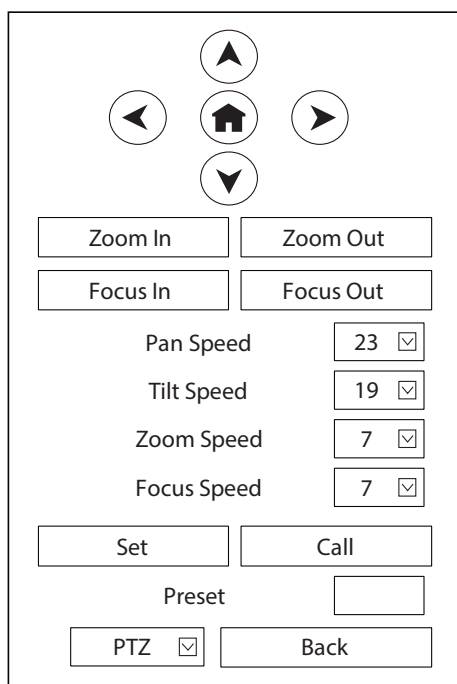 Zoom In Zoom Out
Focus In Focus Out
Pan Speed 23
Tilt Speed 19
Zoom Speed 7
Focus Speed 7
Set Call
Preset
PTZ Back